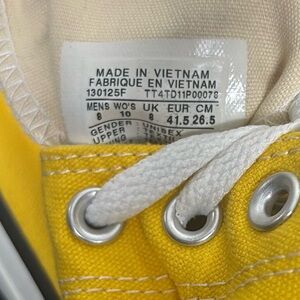 MADE IN VIETNAM
FABRIQUE EN VIETNAM
130125F TT4TD11P00078
MENS WO'S UK EUR CM
8 10 8 41.5 26.5
GENDER UNISEX
UPPER